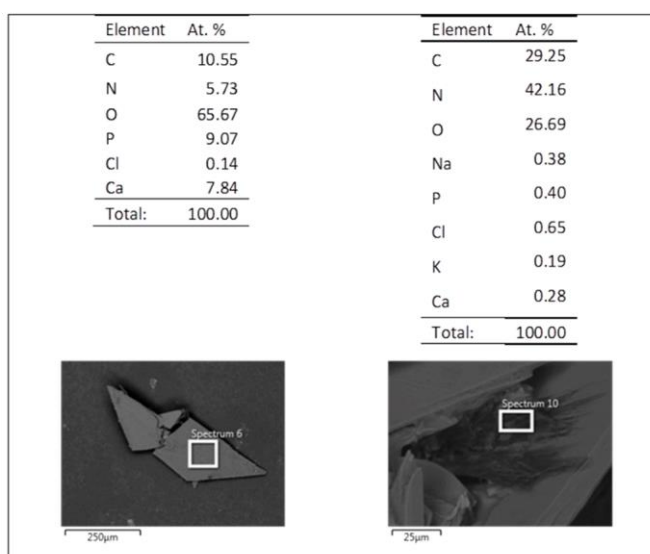 Element At. %
C 10.55
N 5.73
O 65.67
P 9.07
Cl 0.14
Ca 7.84
Total: 100.00
Element At. %
C 29.25
N 42.16
O 26.69
Na 0.38
P 0.40
Cl 0.65
K 0.19
Ca 0.28
Total: 100.00
Spectrum 6
250μm
Spectrum 10
25μm